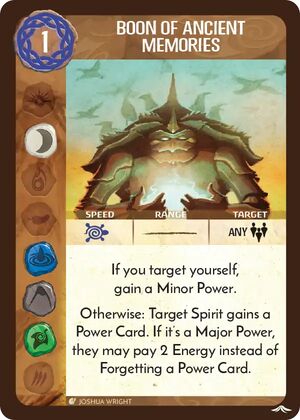 1
BOON OF ANCIENT
MEMORIES
SPEED RANGE TARGET
ANY
If you target yourself,
gain a Minor Power.
Otherwise: Target Spirit gains a
Power Card. If it's a Major Power,
they may pay 2 Energy instead of
Forgetting a Power Card.
JOSHUA WRIGHT